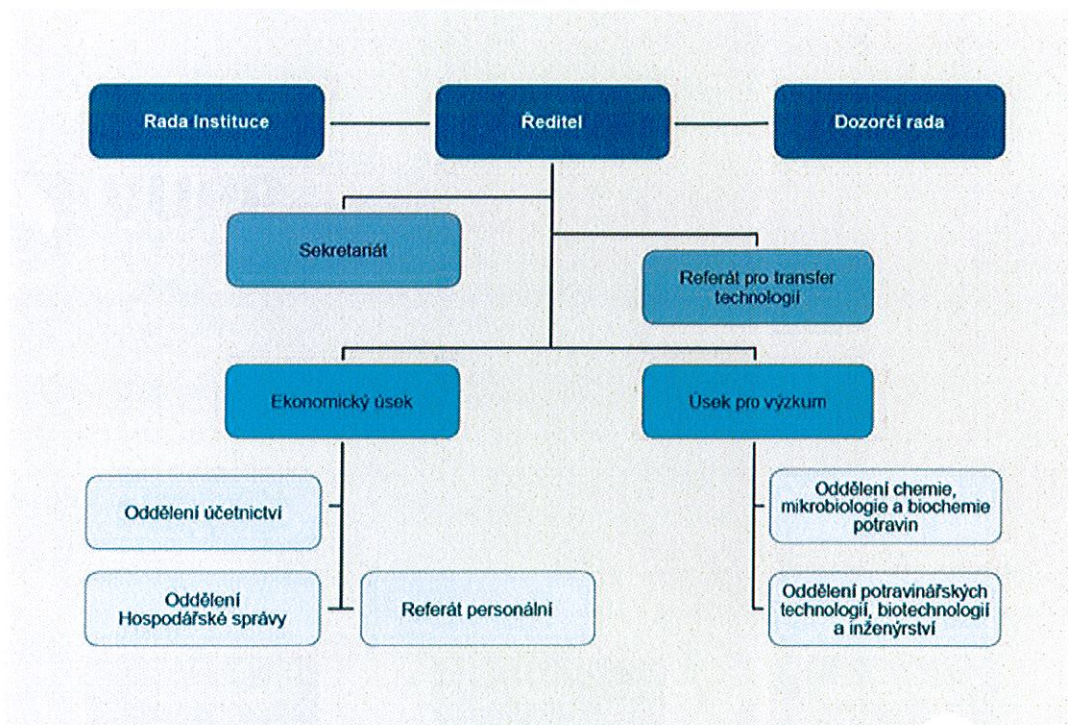 Rada Instituce
Ředitel
Dozorčí rada
Sekretariát
Referát pro transfer
technologií
Ekonomický úsek
Úsek pro výzkum
Oddělení účetnictví
Oddělení chemie,
mikrobiologie a biochemie
potravin
Oddělení
Hospodářské správy
Referát personální
Oddělení potravinářských
technologií, biotechnologií
a inženýrství